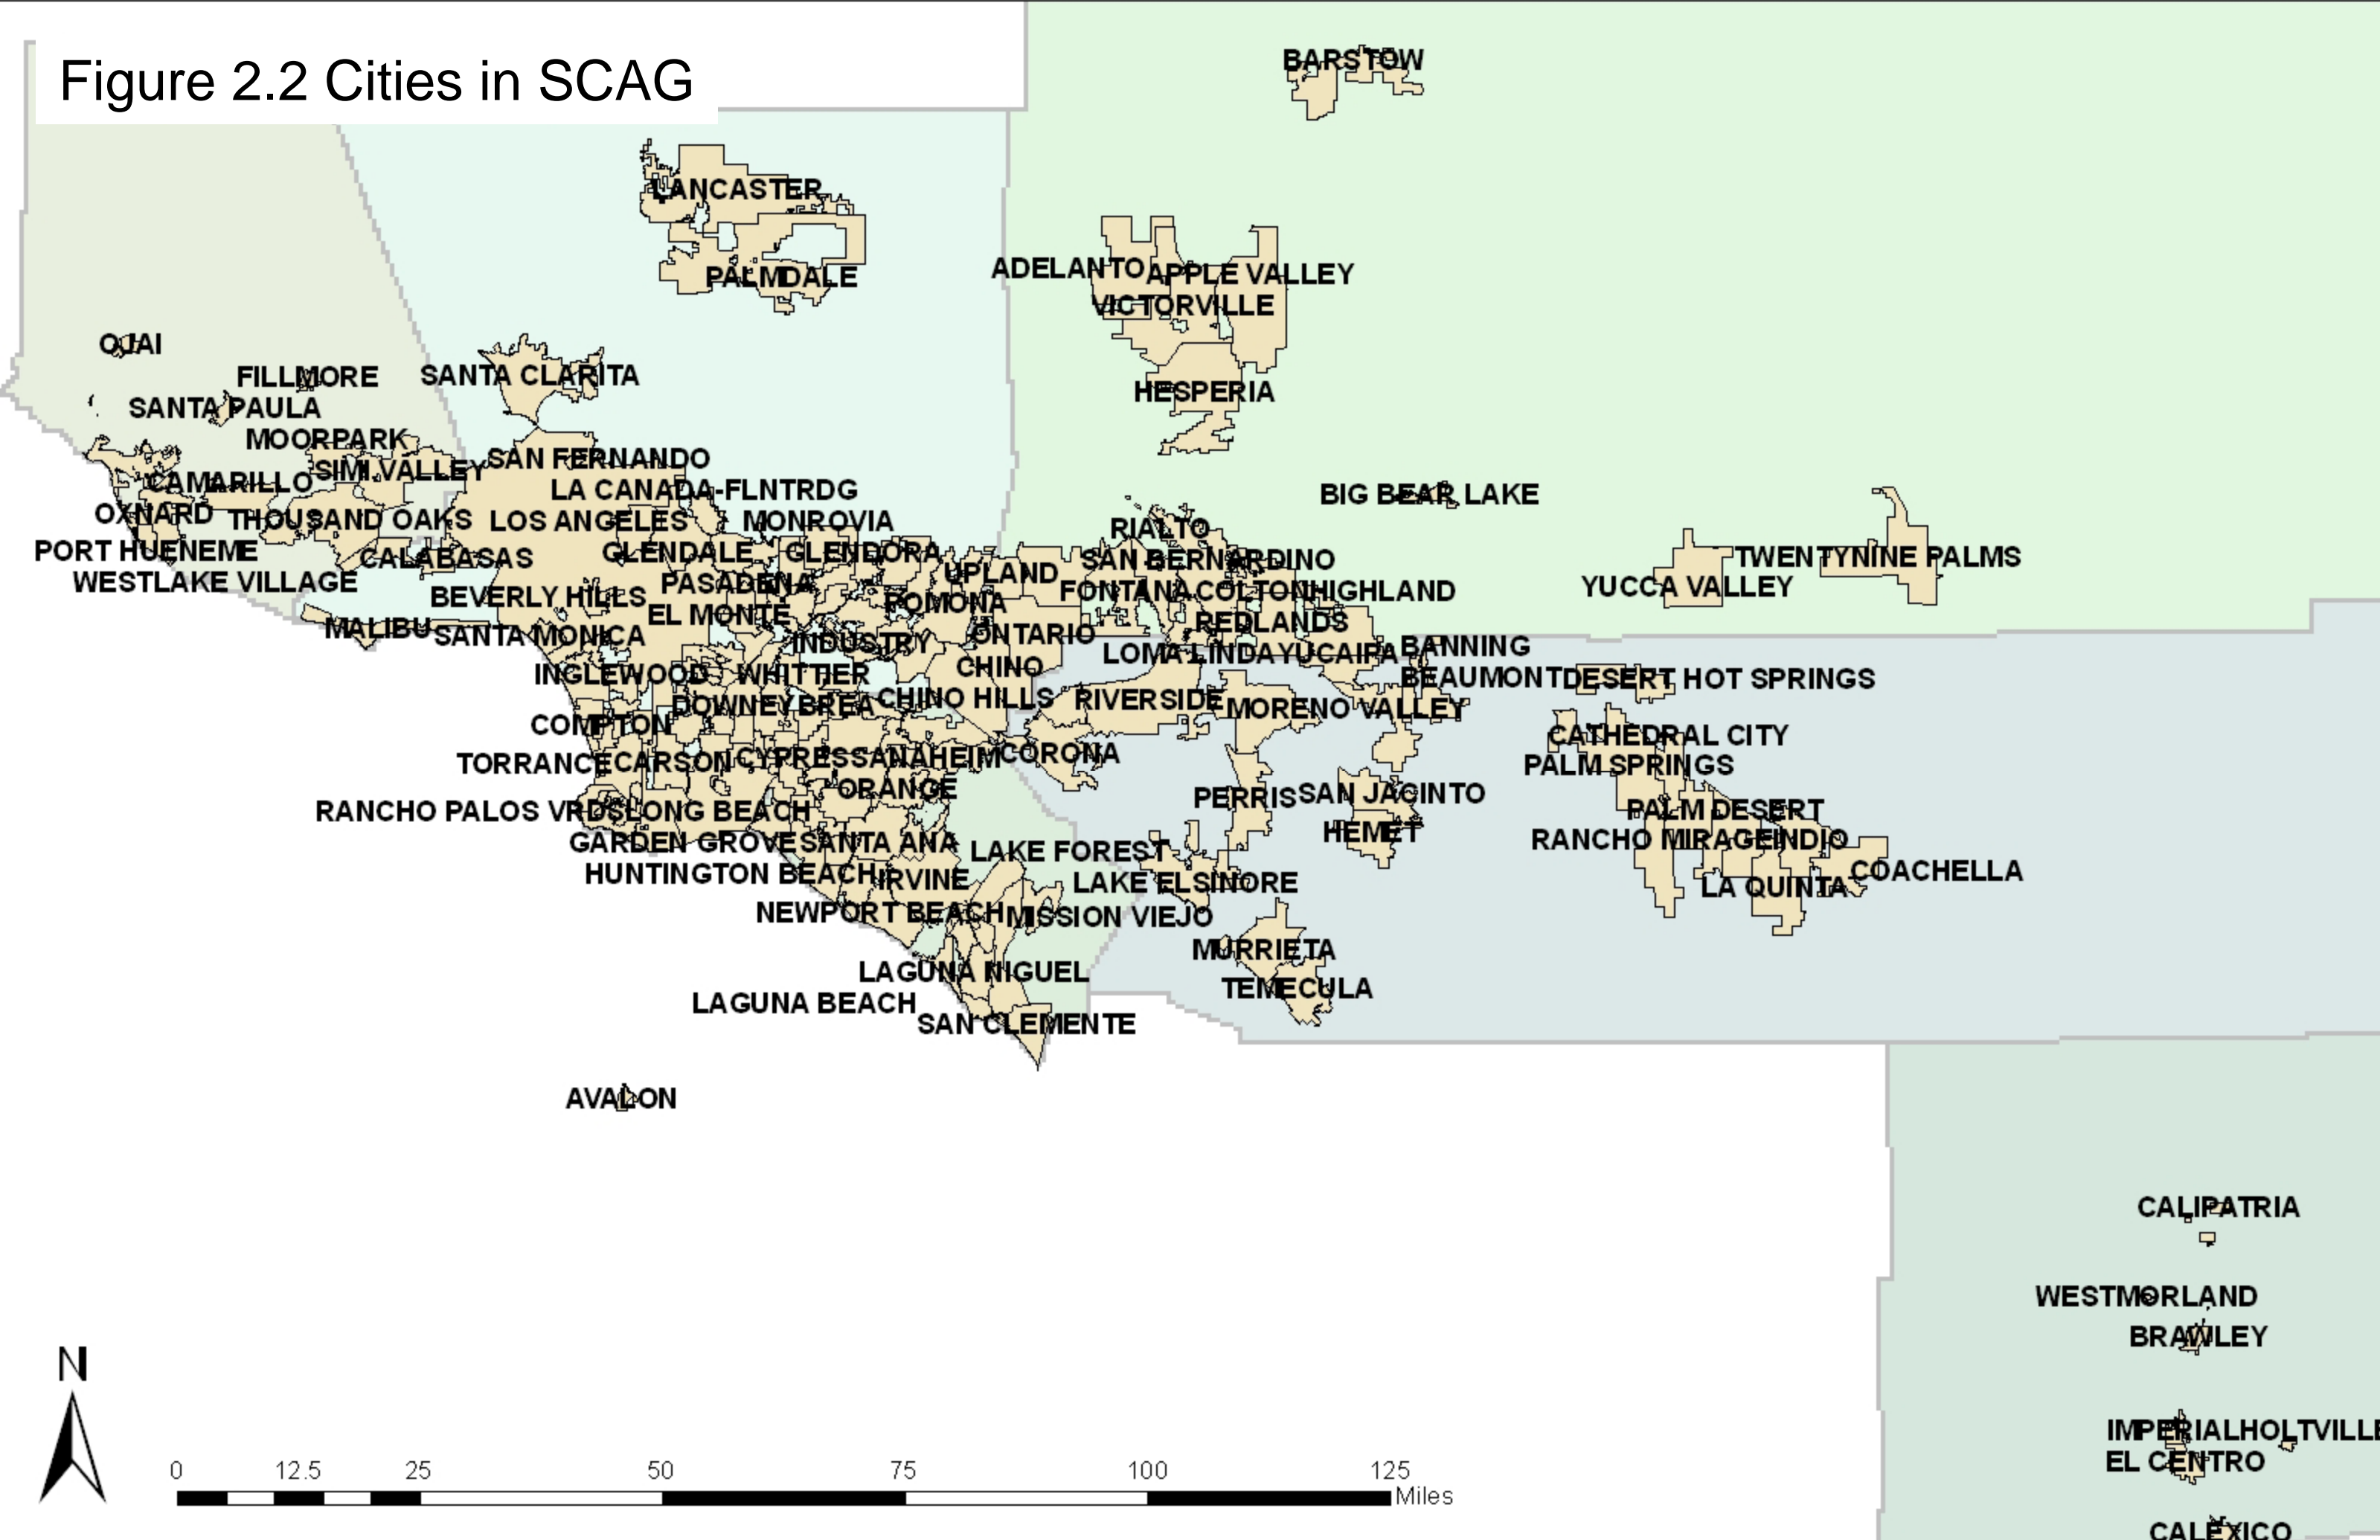 Figure 2.2 Cities in SCAG
BARSTOW
LANCASTER
PALMDALE
ADELANTO
APPLE VALLEY
VICTORVILLE
HESPERIA
OJAI
FILLMORE
SANTA CLARITA
SANTA PAULA
MOORPARK
SAN FERNANDO
SIMI VALLEY
CAMARILLO
LA CANADA-FLNTRDG
BIG BEAR LAKE
OXNARD
THOUSAND OAKS
LOS ANGELES
MONROVIA
RIALTO
PORT HUENEME
CALABASAS
GLENDALE
GLENDORA
SAN BERNARDINO
TWENTYNINE PALMS
WESTLAKE VILLAGE
PASADENA
UPLAND
FONTANA
COLTON
HIGHLAND
YUCCA VALLEY
BEVERLY HILLS
EL MONTE
POMONA
REDLANDS
MALIBU
SANTA MONICA
INDUSTRY
ONTARIO
LOMA LINDA
YUCAIPA
BANNING
INGLEWOOD
WHITTIER
CHINO
BEAUMONT
DESERT HOT SPRINGS
DOWNEY
BREA
CHINO HILLS
RIVERSIDE
MORENO VALLEY
COMPTON
CATHEDRAL CITY
TORRANCE
CARSON
CYPRESS
ANAHEIM
CORONA
PALM SPRINGS
ORANGE
PERRIS
SAN JACINTO
RANCHO PALOS VRDS
LONG BEACH
PALM DESERT
GARDEN GROVE
SANTA ANA
LAKE FOREST
HEMET
RANCHO MIRAGE
INDIO
HUNTINGTON BEACH
IRVINE
LAKE ELSINORE
LA QUINTA
COACHELLA
NEWPORT BEACH
MISSION VIEJO
MURRIETA
LAGUNA NIGUEL
TEMECULA
LAGUNA BEACH
SAN CLEMENTE
AVALON
CALIPATRIA
WESTMORLAND
BRAWLEY
IMPERIAL
HOLTVILLE
EL CENTRO
CALEXICO
N
0 12.5 25 50 75 100 125
Miles